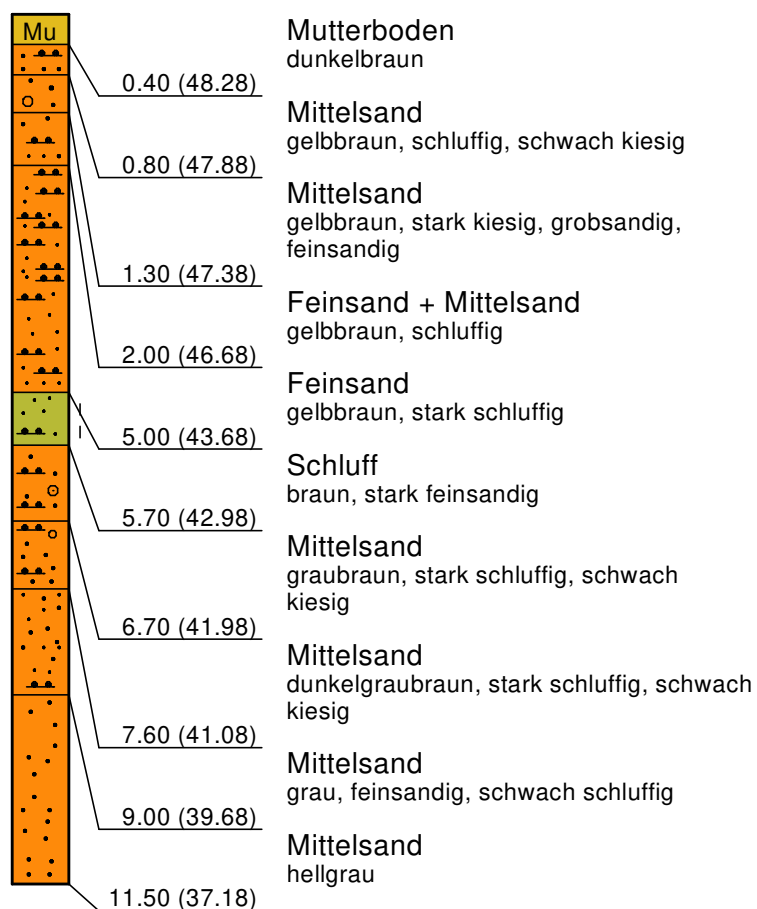 Mu
Mutterboden
dunkelbraun
0.40 (48.28)
Mittelsand
gelbbraun, schluffig, schwach kiesig
0.80 (47.88)
Mittelsand
gelbbraun, stark kiesig, grobsandig,
feinsandig
1.30 (47.38)
Feinsand + Mittelsand
gelbbraun, schluffig
2.00 (46.68)
Feinsand
gelbbraun, stark schluffig
5.00 (43.68)
Schluff
braun, stark feinsandig
5.70 (42.98)
Mittelsand
graubraun, stark schluffig, schwach
kiesig
6.70 (41.98)
Mittelsand
dunkelgraubraun, stark schluffig, schwach
kiesig
7.60 (41.08)
Mittelsand
grau, feinsandig, schwach schluffig
9.00 (39.68)
Mittelsand
hellgrau
11.50 (37.18)